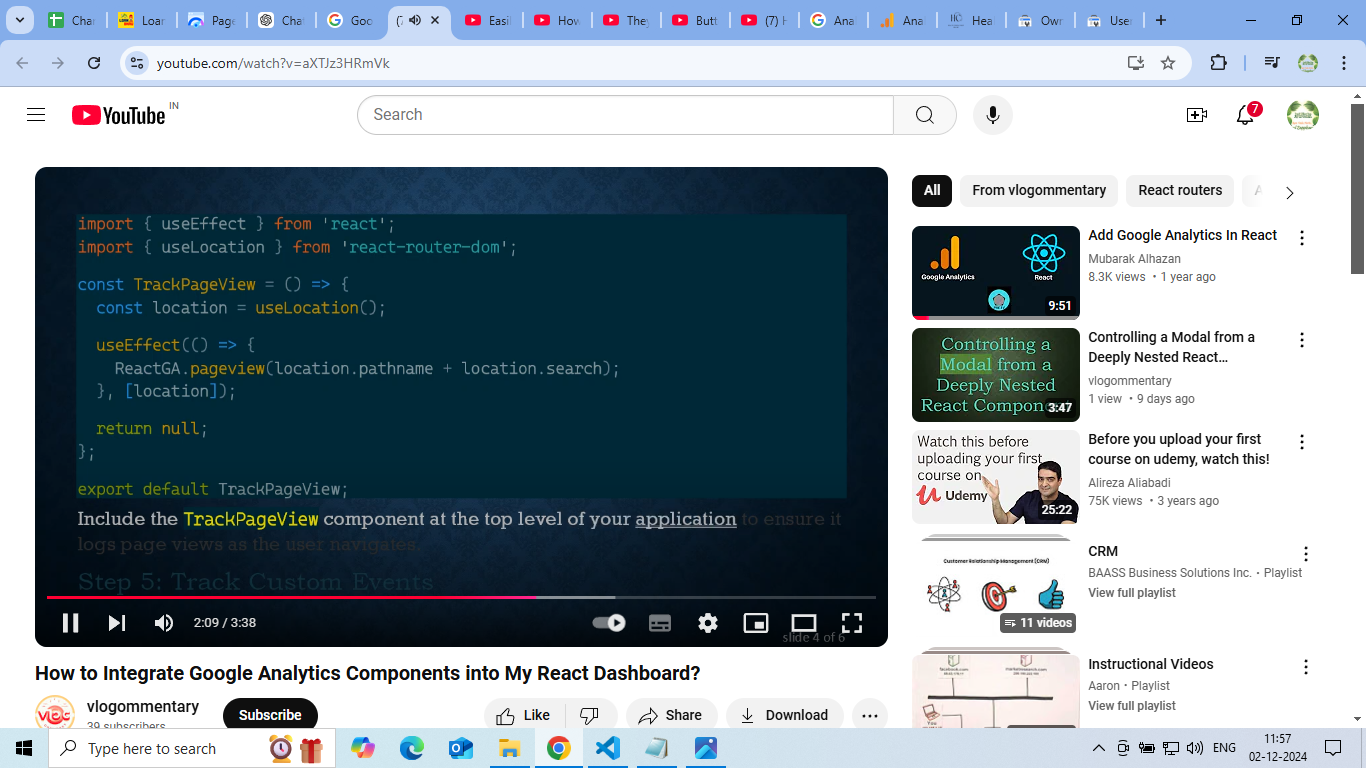 Char
Loan
Page
Chat
Goo
(7
Easil
How
They
Butt
(7) H
Anal
Ana
Hea
Own
User
youtube.com/watch?v=aXTJz3HRmVk
YouTube IN
Search
7
import { useEffect } from 'react';
import { useLocation } from 'react-router-dom';
const TrackPageView = () => {
const location = useLocation();
useEffect(() => {
ReactGA.pageview(location.pathname + location.search);
}, [location]);
return null;
};
export default TrackPageView;
Include the TrackPageView component at the top level of your application to ensure it
logs page views as the user navigates.
Step 5: Track Custom Events
2:09 / 3:38
slide 4 of 6
How to Integrate Google Analytics Components into My React Dashboard?
vlogommentary
39 subscribers
Subscribe
Like
Share
Download
All
From vlogommentary
React routers
Google Analytics
React
9:51
Add Google Analytics In React
Mubarak Alhazan
8.3K views • 1 year ago
Controlling a
Modal from a
Deeply Nested
React Compon
3:47
Controlling a Modal from a
Deeply Nested React…
vlogommentary
1 view • 9 days ago
Watch this before
uploading your first
course on
Udemy
25:22
Before you upload your first
course on udemy, watch this!
Alireza Aliabadi
75K views • 3 years ago
Customer Relationship Management (CRM)
11 videos
CRM
BAASS Business Solutions Inc. • Playlist
View full playlist
Instructional Videos
Aaron • Playlist
View full playlist
Type here to search
ENG
11:57
02-12-2024